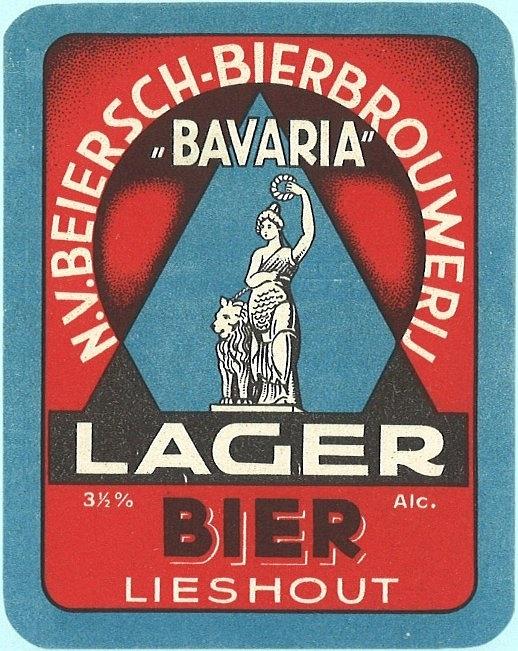 N.V. BEIERSCH-BIERBROUWERIJ
„BAVARIA"
LAGER
3½% Alc.
BIER
LIESHOUT